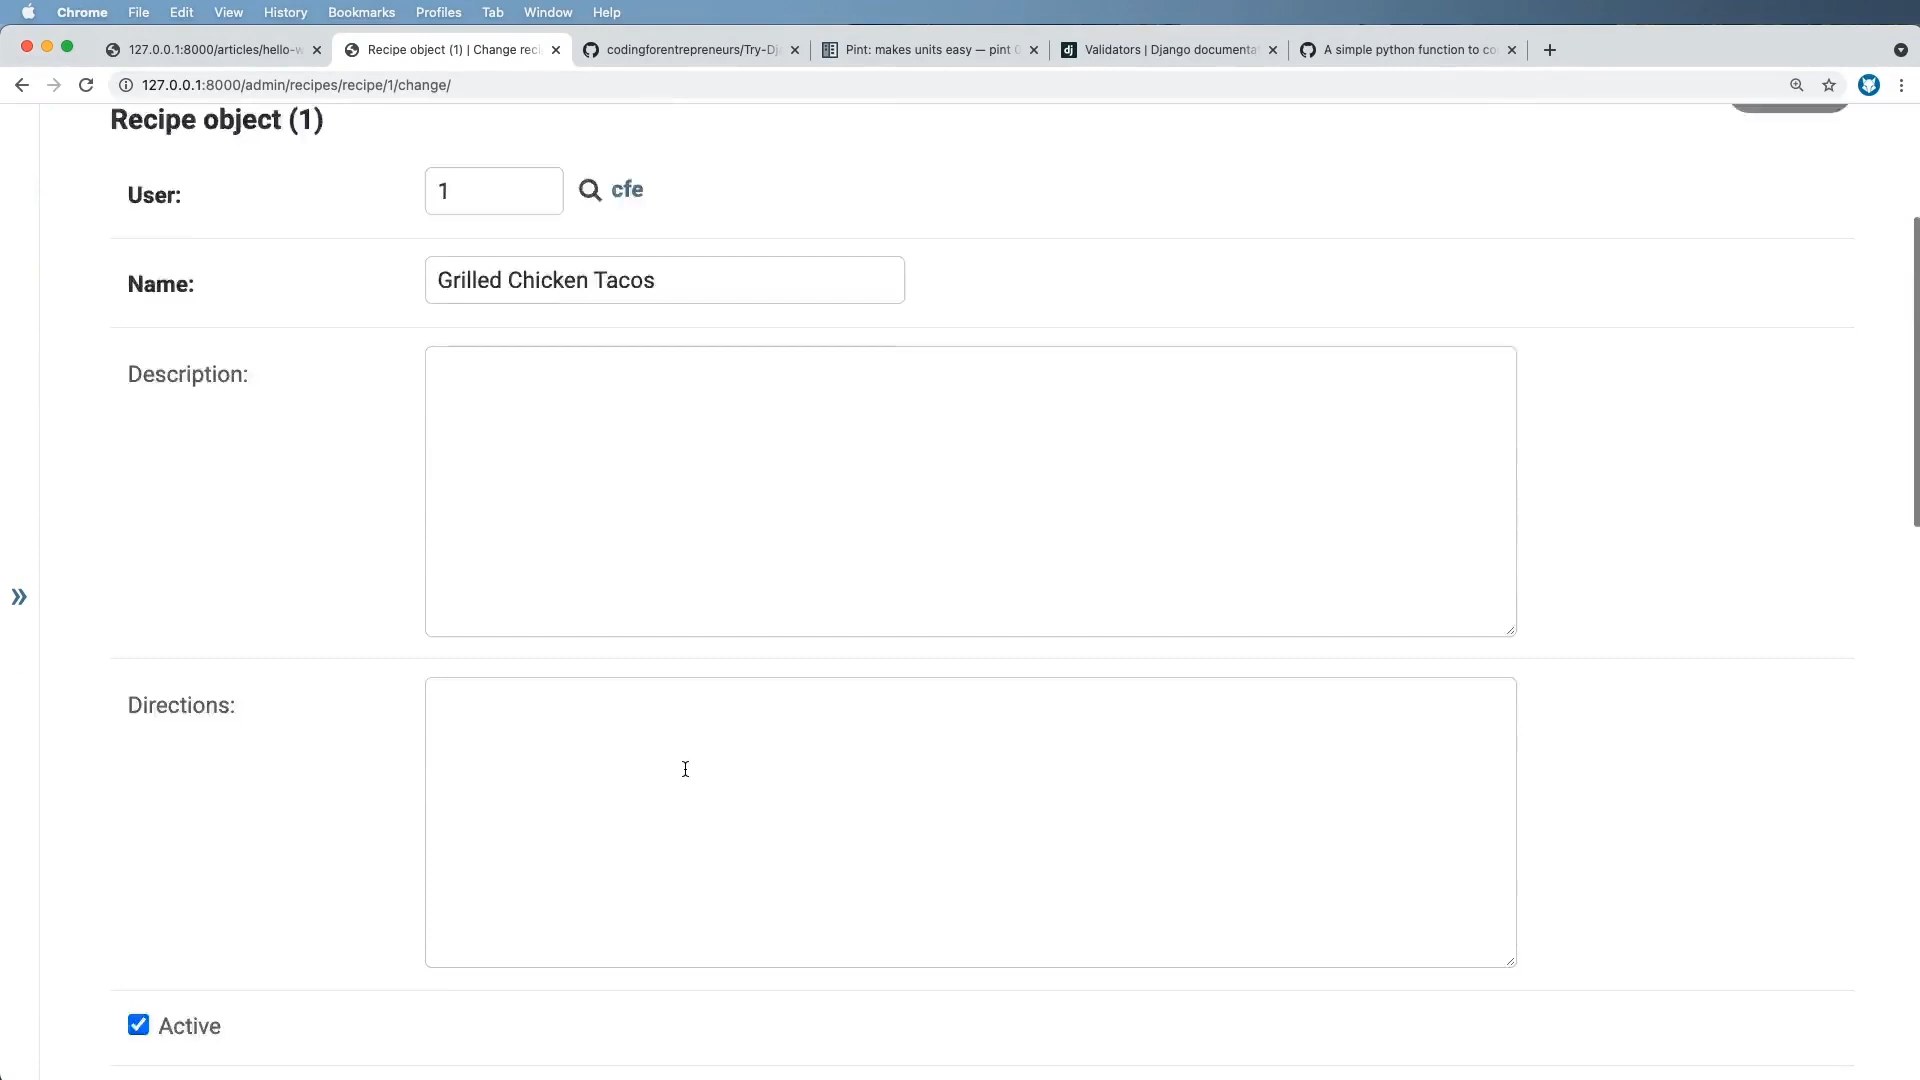 Chrome File Edit View History Bookmarks Profiles Tab Window Help
127.0.0.1:8000/articles/hello-w
Recipe object (1) | Change reci
codingforentrepreneurs/Try-Dj
Pint: makes units easy — pint 0
Validators | Django documenta
A simple python function to co
127.0.0.1:8000/admin/recipes/recipe/1/change/
Recipe object (1)
User: 1 cfe
Name: Grilled Chicken Tacos
Description:
Directions:
Active